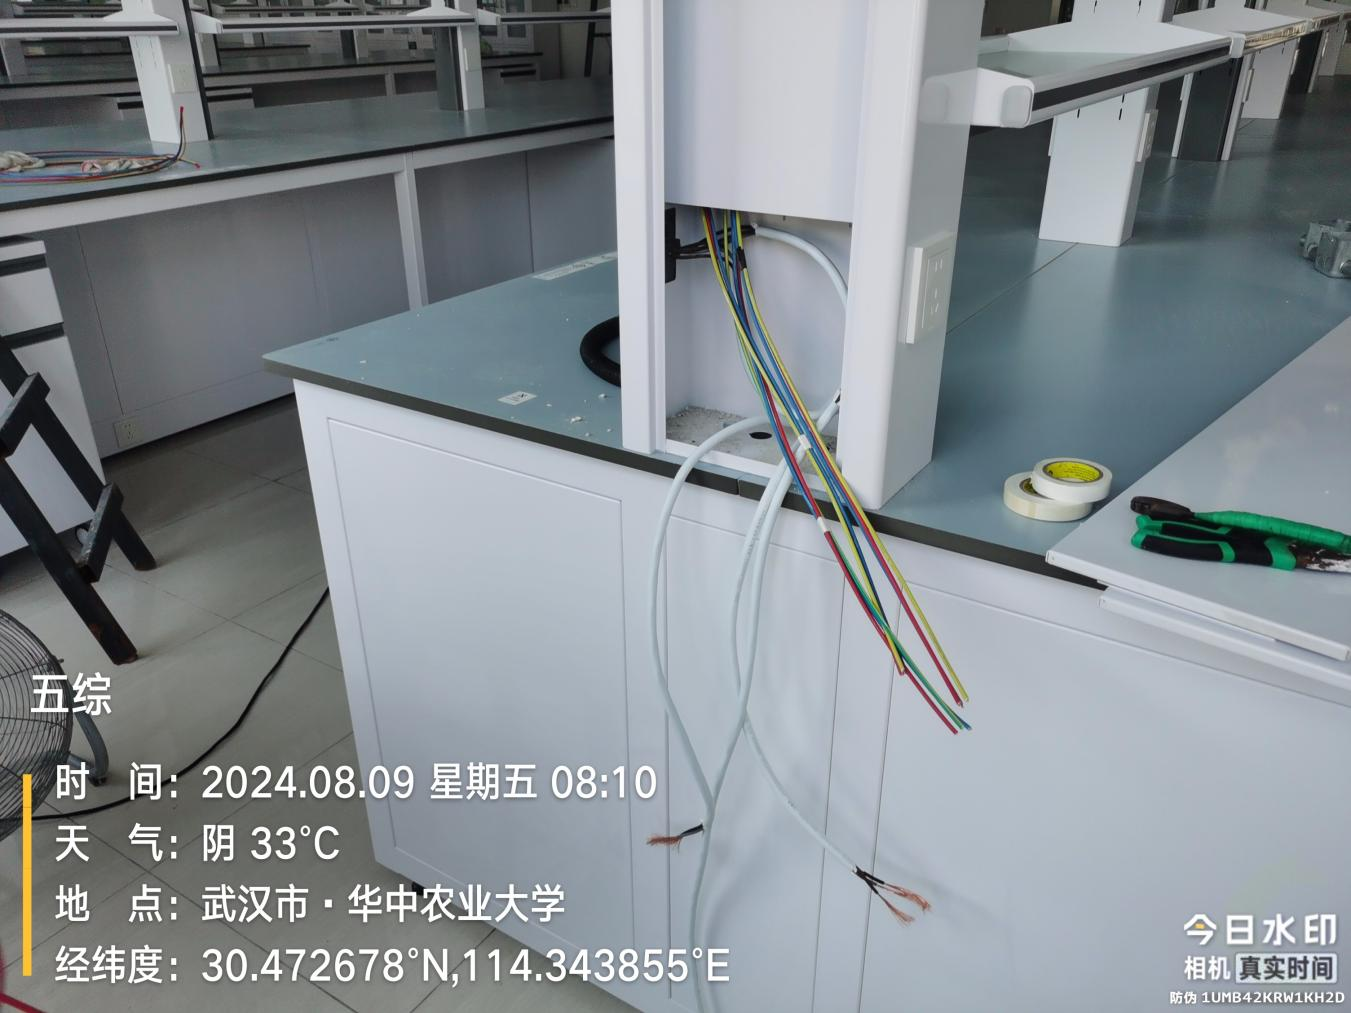 五综
时 间：2024.08.09 星期五 08:10
天 气：阴 33°C
地 点：武汉市·华中农业大学
经纬度：30.472678°N,114.343855°E
今日水印
相机 真实时间
防伪 1UMB42KRW1KH2D